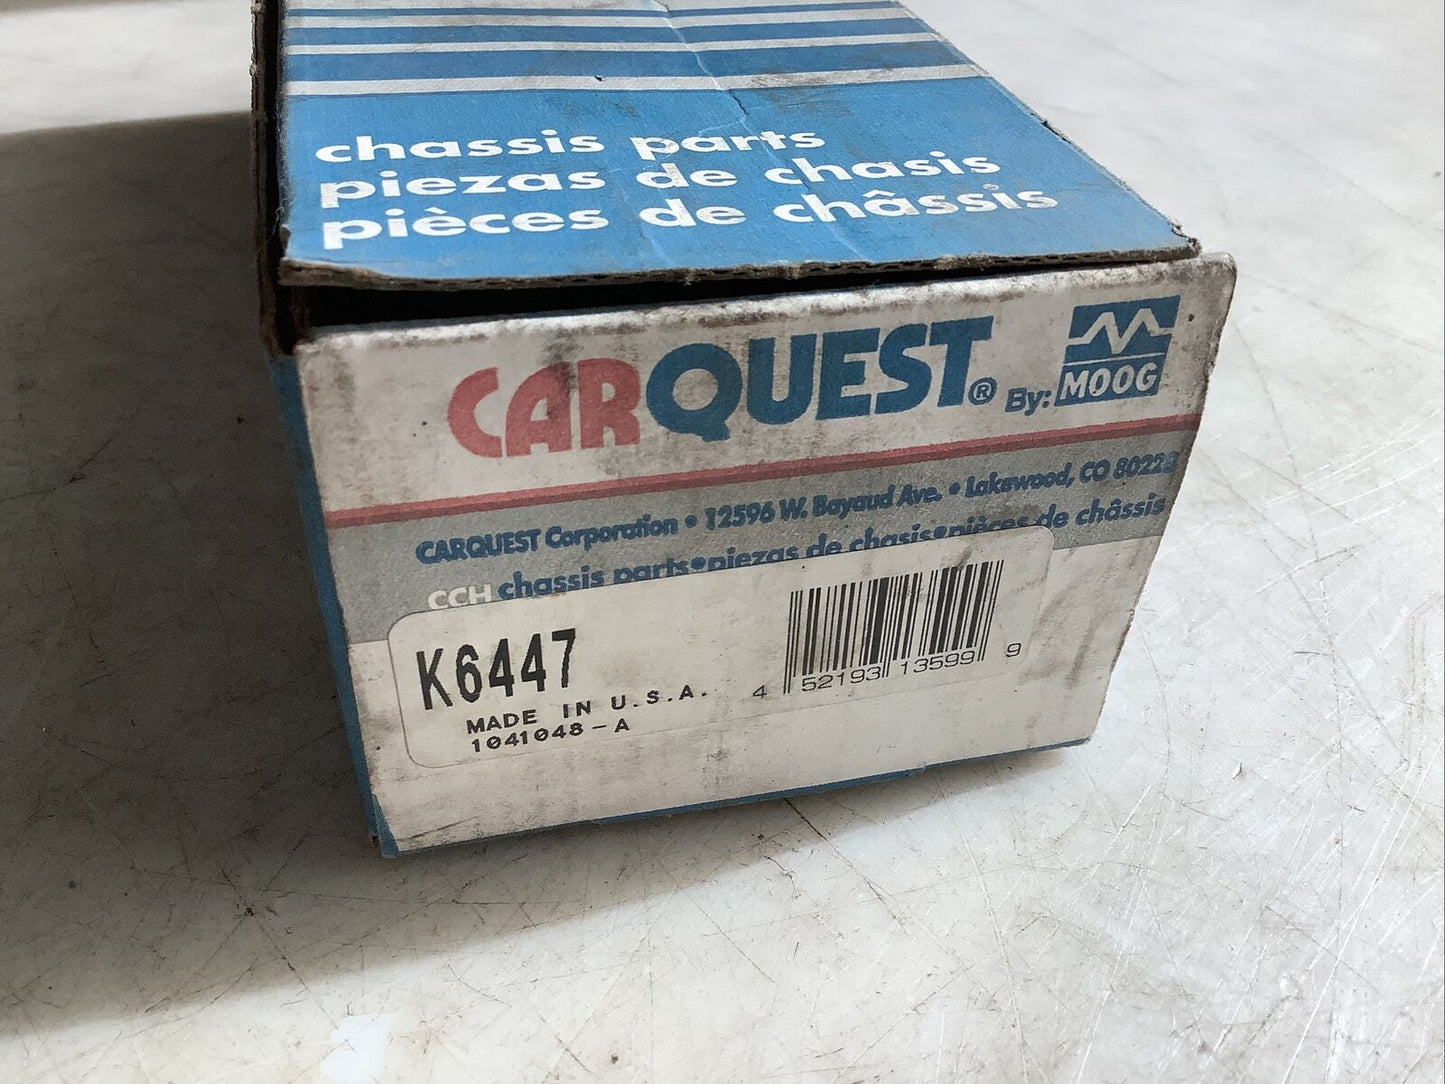 chassis parts
piezas de chasis
pièces de châssis
CARQUEST® By: MOOG
CARQUEST Corporation • 12596 W. Bayaud Ave. • Lakewood, CO 80228
CCH chassis parts•piezas de chasis•pièces de châssis
K6447
MADE IN U.S.A.
1041048-A
4 52193 13599 9